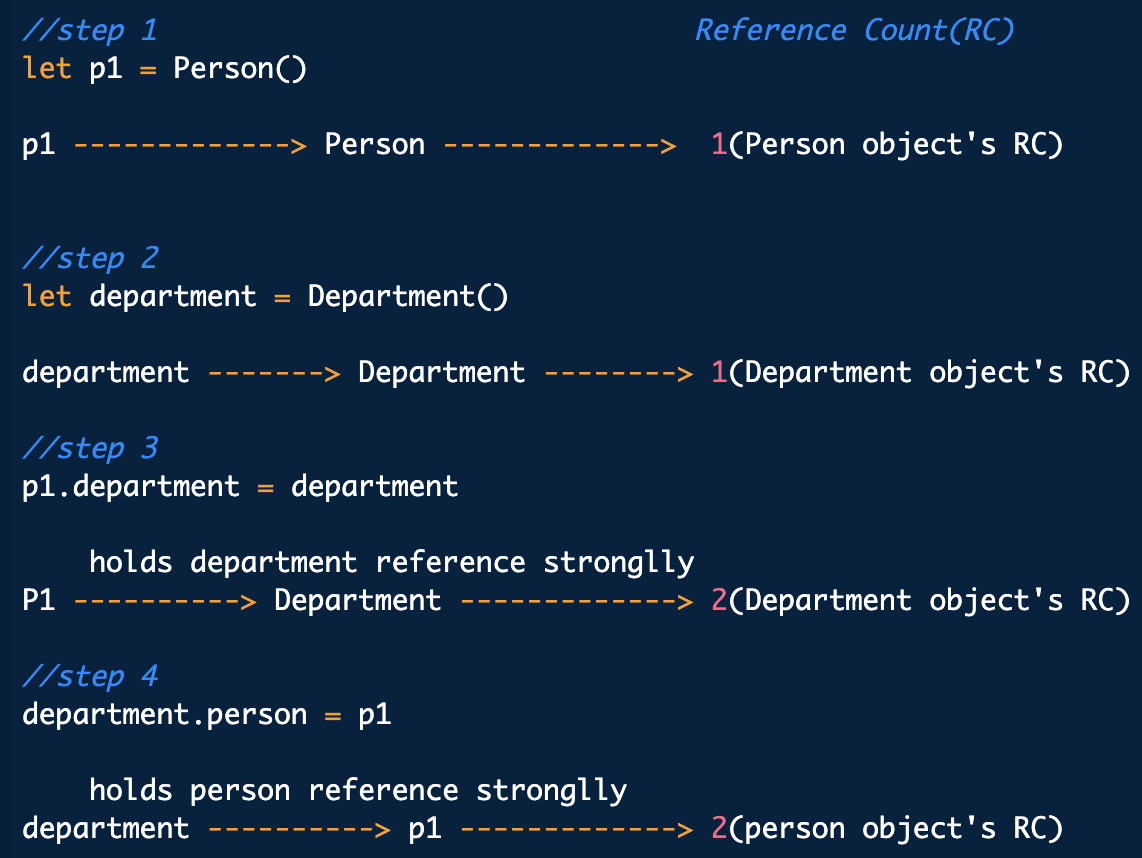 //step 1 Reference Count(RC)
let p1 = Person()
p1 -------------> Person -------------> 1(Person object's RC)
//step 2
let department = Department()
department -------> Department --------> 1(Department object's RC)
//step 3
p1.department = department
holds department reference stronglly
P1 ----------> Department -------------> 2(Department object's RC)
//step 4
department.person = p1
holds person reference stronglly
department ----------> p1 -------------> 2(person object's RC)